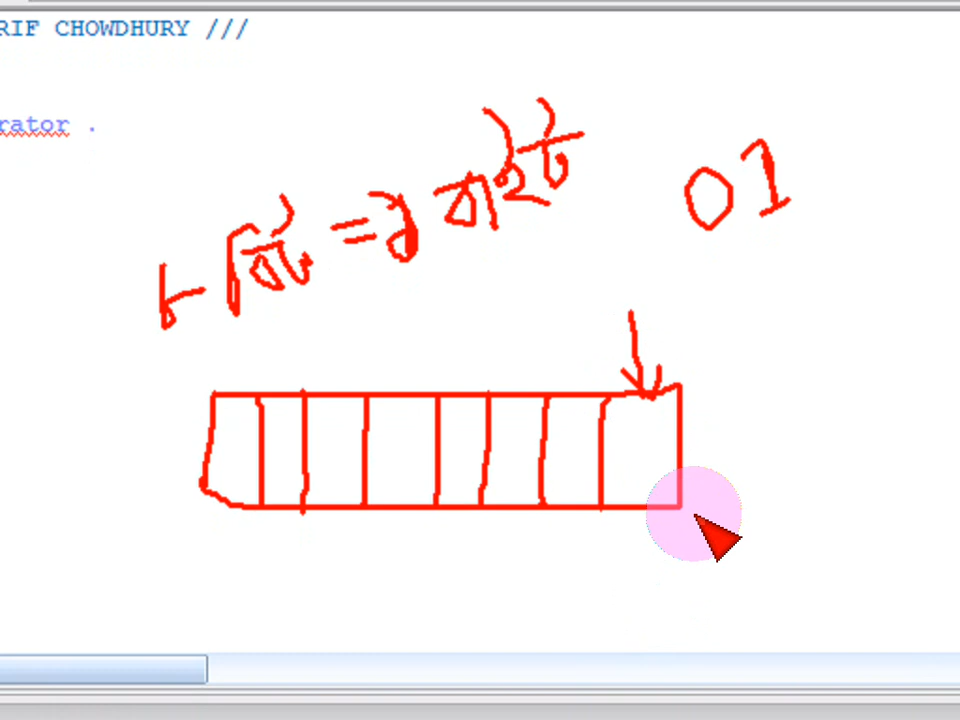 RIF CHOWDHURY ///
rator .
৮ বিট = ১ বাইট
01